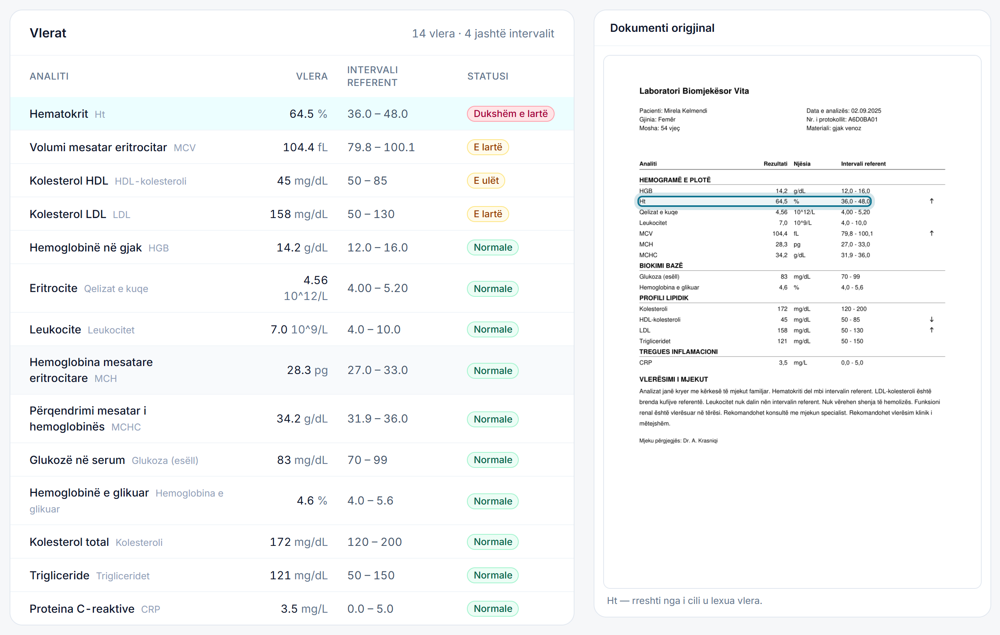 Vlerat
14 vlera · 4 jashtë intervalit
ANALITI VLERA INTERVALI REFERENT STATUSI
Hematokrit Ht 64.5 % 36.0 – 48.0 Dukshëm e lartë
Volumi mesatar eritrocitar MCV 104.4 fL 79.8 – 100.1 E lartë
Kolesterol HDL HDL-kolesteroli 45 mg/dL 50 – 85 E ulët
Kolesterol LDL LDL 158 mg/dL 50 – 130 E lartë
Hemoglobinë në gjak HGB 14.2 g/dL 12.0 – 16.0 Normale
Eritrocite Qelizat e kuqe 4.56 10^12/L 4.00 – 5.20 Normale
Leukocite Leukocitet 7.0 10^9/L 4.0 – 10.0 Normale
Hemoglobina mesatare eritrocitare MCH 28.3 pg 27.0 – 33.0 Normale
Përqendrimi mesatar i hemoglobinës MCHC 34.2 g/dL 31.9 – 36.0 Normale
Glukozë në serum Glukoza (esëll) 83 mg/dL 70 – 99 Normale
Hemoglobinë e glikuar Hemoglobina e glikuar 4.6 % 4.0 – 5.6 Normale
Kolesterol total Kolesteroli 172 mg/dL 120 – 200 Normale
Trigliceride Trigliceridet 121 mg/dL 50 – 150 Normale
Proteina C-reaktive CRP 3.5 mg/L 0.0 – 5.0 Normale
Dokumenti origjinal
Laboratori Biomjekësor Vita
Pacienti: Mirela Kelmendi Data e analizës: 02.09.2025
Gjinia: Femër Nr. i protokollit: A6D0BA01
Mosha: 54 vjeç Materiali: gjak venoz
Analiti Rezultati Njësia Intervali referent
HEMOGRAMË E PLOTË
HGB 14,2 g/dL 12,0 - 16,0
Ht 64,5 % 36,0 - 48,0 ↑
Qelizat e kuqe 4,56 10^12/L 4,00 - 5,20
Leukocitet 7,0 10^9/L 4,0 - 10,0
MCV 104,4 fL 79,8 - 100,1 ↑
MCH 28,3 pg 27,0 - 33,0
MCHC 34,2 g/dL 31,9 - 36,0
BIOKIMI BAZË
Glukoza (esëll) 83 mg/dL 70 - 99
Hemoglobina e glikuar 4,6 % 4,0 - 5,6
PROFILI LIPIDIK
Kolesteroli 172 mg/dL 120 - 200
HDL-kolesteroli 45 mg/dL 50 - 85 ↓
LDL 158 mg/dL 50 - 130 ↑
Trigliceridet 121 mg/dL 50 - 150
TREGUES INFLAMACIONI
CRP 3,5 mg/L 0,0 - 5,0
VLERËSIMI I MJEKUT
Analizat janë kryer me kërkesë të mjekut familjar. Hematokriti del mbi intervalin referent. LDL-kolesteroli është
brenda kufijve referentë. Leukocitet nuk dalin nën intervalin referent. Nuk vërehen shenja të hemolizës. Funksioni
renal është vlerësuar në tërësi. Rekomandohet konsultë me mjekun specialist. Rekomandohet vlerësim klinik i
mëtejshëm.
Mjeku përgjegjës: Dr. A. Krasniqi
Ht — rreshti nga i cili u lexua vlera.